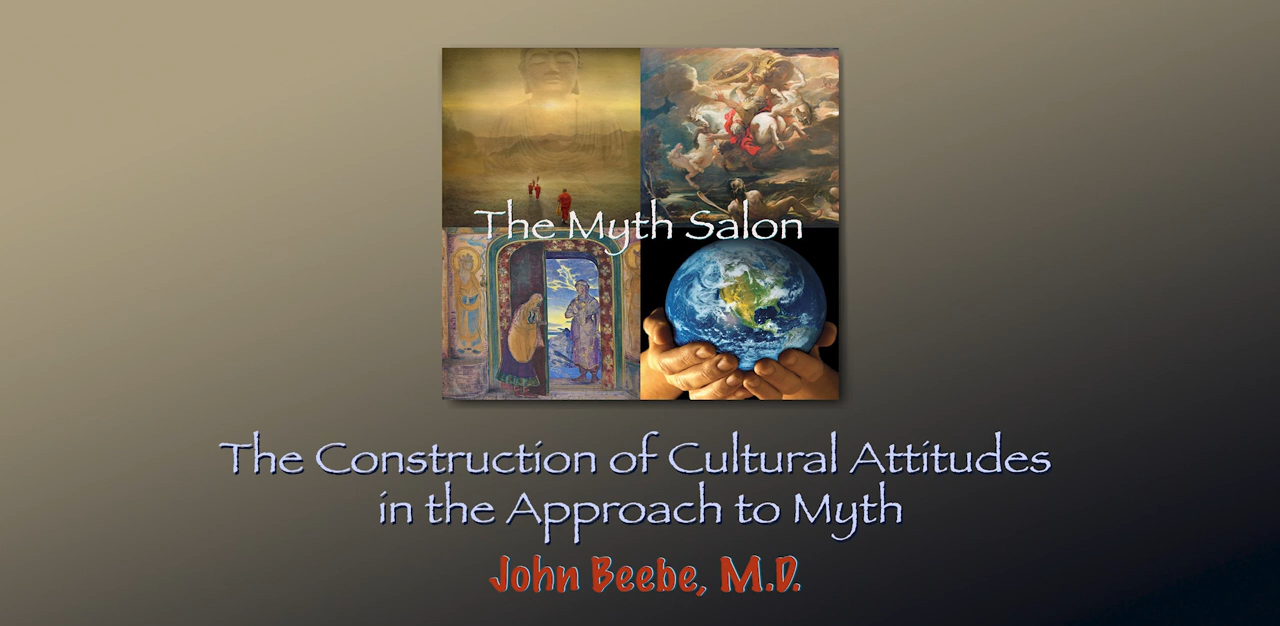 The Myth Salon
The Construction of Cultural Attitudes
in the Approach to Myth
John Beebe, M.D.